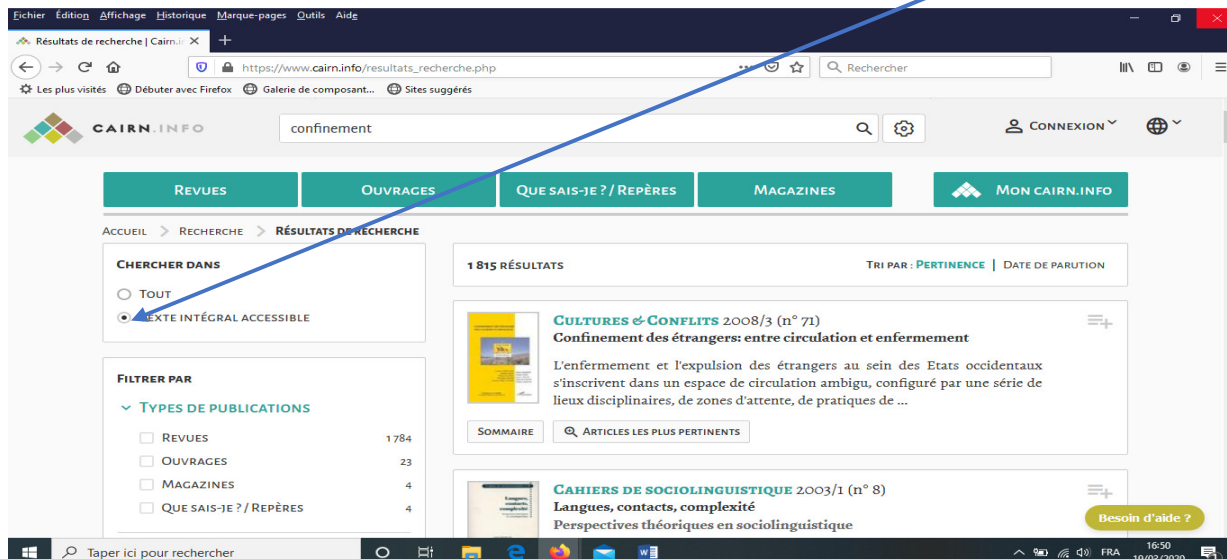 Fichier Édition Affichage Historique Marque-pages Outils Aide
Résultats de recherche | Cairn.i
https://www.cairn.info/resultats_recherche.php
Rechercher
Les plus visités Débuter avec Firefox Galerie de composant... Sites suggérés
CAIRN.INFO
confinement
CONNEXION
REVUES OUVRAGES QUE SAIS-JE ? / REPÈRES MAGAZINES MON CAIRN.INFO
ACCUEIL > RECHERCHE > RÉSULTATS DE RECHERCHE
CHERCHER DANS
TOUT
TEXTE INTÉGRAL ACCESSIBLE
FILTRER PAR
TYPES DE PUBLICATIONS
REVUES 1784
OUVRAGES 23
MAGAZINES 4
QUE SAIS-JE ? / REPÈRES 4
1 815 RÉSULTATS
TRI PAR : PERTINENCE | DATE DE PARUTION
CULTURES & CONFLITS 2008/3 (n° 71)
Confinement des étrangers: entre circulation et enfermement
L'enfermement et l'expulsion des étrangers au sein des Etats occidentaux
s'inscrivent dans un espace de circulation ambigu, configuré par une série de
lieux disciplinaires, de zones d'attente, de pratiques de ...
SOMMAIRE ARTICLES LES PLUS PERTINENTS
CAHIERS DE SOCIOLINGUISTIQUE 2003/1 (n° 8)
Langues, contacts, complexité
Perspectives théoriques en sociolinguistique
Besoin d'aide ?
Taper ici pour rechercher
FRA
16:50
19/03/2020